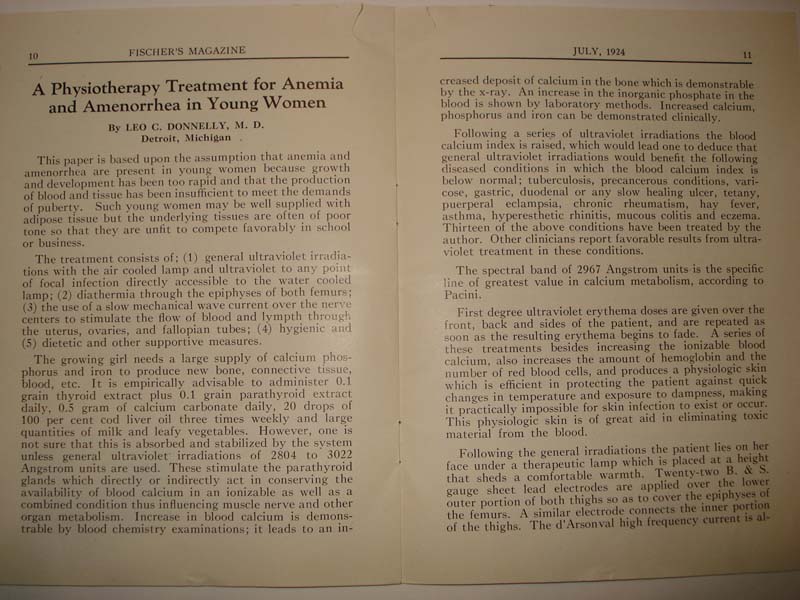 10
FISCHER'S MAGAZINE
A Physiotherapy Treatment for Anemia
and Amenorrhea in Young Women
By LEO C. DONNELLY, M. D.
Detroit, Michigan .
This paper is based upon the assumption that anemia and
amenorrhea are present in young women because growth
and development has been too rapid and that the production
of blood and tissue has been insufficient to meet the demands
of puberty. Such young women may be well supplied with
adipose tissue but the underlying tissues are often of poor
tone so that they are unfit to compete favorably in school
or business.
The treatment consists of; (1) general ultraviolet irradia-
tions with the air cooled lamp and ultraviolet to any point
of focal infection directly accessible to the water cooled
lamp; (2) diathermia through the epiphyses of both femurs;
(3) the use of a slow mechanical wave current over the nerve
centers to stimulate the flow of blood and lympth through
the uterus, ovaries, and fallopian tubes; (4) hygienic and
(5) dietetic and other supportive measures.
The growing girl needs a large supply of calcium phos-
phorus and iron to produce new bone, connective tissue,
blood, etc. It is empirically advisable to administer 0.1
grain thyroid extract plus 0.1 grain parathyroid extract
daily, 0.5 gram of calcium carbonate daily, 20 drops of
100 per cent cod liver oil three times weekly and large
quantities of milk and leafy vegetables. However, one is
not sure that this is absorbed and stabilized by the system
unless general ultraviolet irradiations of 2804 to 3022
Angstrom units are used. These stimulate the parathyroid
glands which directly or indirectly act in conserving the
availability of blood calcium in an ionizable as well as a
combined condition thus influencing muscle nerve and other
organ metabolism. Increase in blood calcium is demons-
trable by blood chemistry examinations; it leads to an in-
JULY, 1924
11
creased deposit of calcium in the bone which is demonstrable
by the x-ray. An increase in the inorganic phosphate in the
blood is shown by laboratory methods. Increased calcium,
phosphorus and iron can be demonstrated clinically.
Following a series of ultraviolet irradiations the blood
calcium index is raised, which would lead one to deduce that
general ultraviolet irradiations would benefit the following
diseased conditions in which the blood calcium index is
below normal; tuberculosis, precancerous conditions, vari-
cose, gastric, duodenal or any slow healing ulcer, tetany,
puerperal eclampsia, chronic rheumatism, hay fever,
asthma, hyperesthetic rhinitis, mucous colitis and eczema.
Thirteen of the above conditions have been treated by the
author. Other clinicians report favorable results from ultra-
violet treatment in these conditions.
The spectral band of 2967 Angstrom units is the specific
line of greatest value in calcium metabolism, according to
Pacini.
First degree ultraviolet erythema doses are given over the
front, back and sides of the patient, and are repeated as
soon as the resulting erythema begins to fade. A series of
these treatments besides increasing the ionizable blood
calcium, also increases the amount of hemoglobin and the
number of red blood cells, and produces a physiologic skin
which is efficient in protecting the patient against quick
changes in temperature and exposure to dampness, making
it practically impossible for skin infection to exist or occur.
This physiologic skin is of great aid in eliminating toxic
material from the blood.
Following the general irradiations the patient lies on her
face under a therapeutic lamp which is placed at a height
that sheds a comfortable warmth. Twenty-two B. & S.
gauge sheet lead electrodes are applied over the lower
outer portion of both thighs so as to cover the epiphyses of
the femurs. A similar electrode connects the inner portion
of the thighs. The d'Arsonval high frequency current is al-